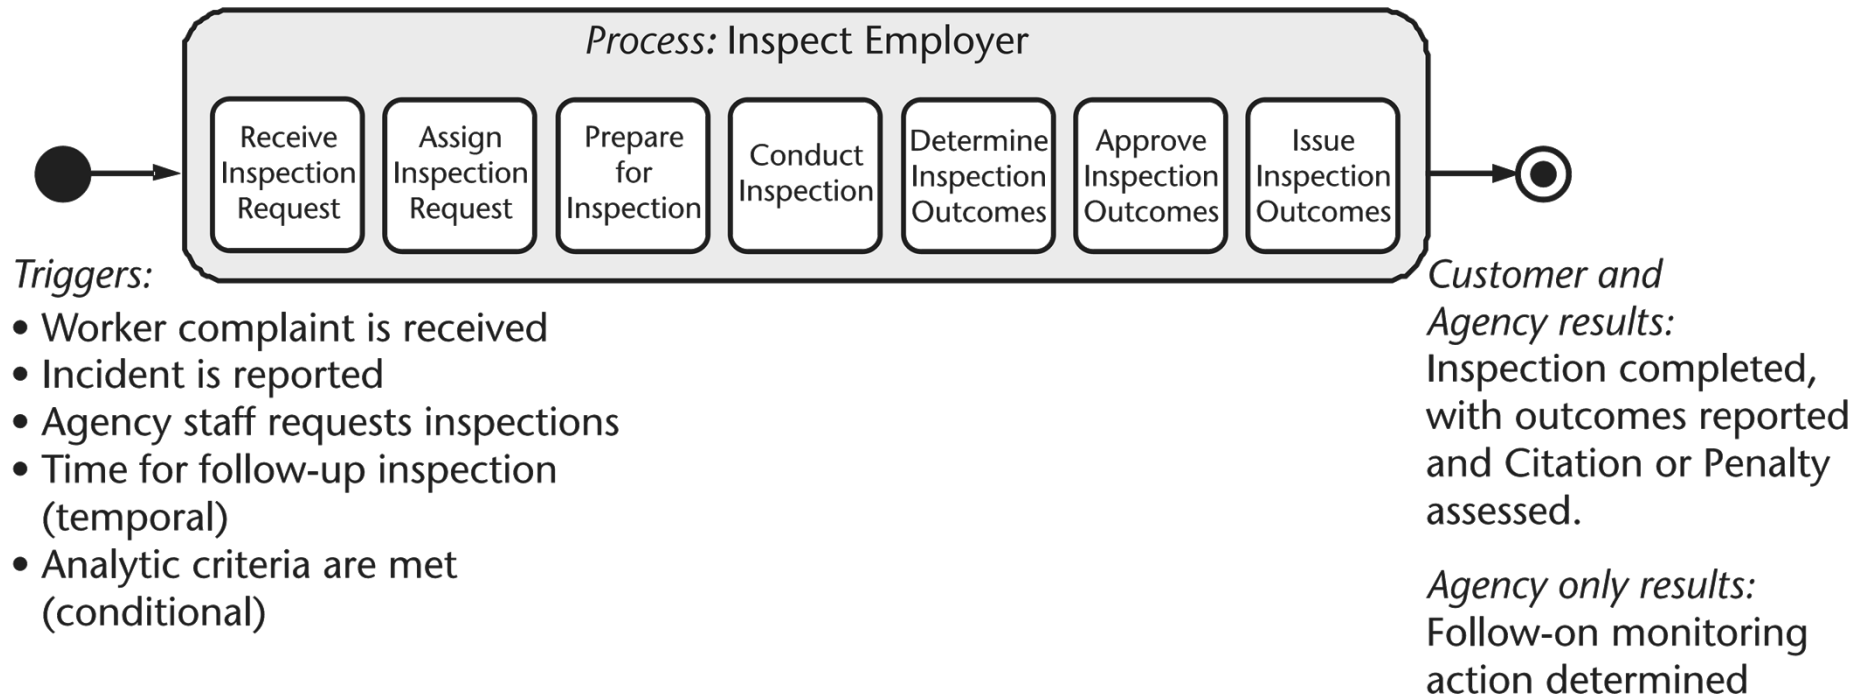 Process: Inspect Employer
Receive
Inspection
Request
Assign
Inspection
Request
Prepare
for
Inspection
Conduct
Inspection
Determine
Inspection
Outcomes
Approve
Inspection
Outcomes
Issue
Inspection
Outcomes
Triggers:
• Worker complaint is received
• Incident is reported
• Agency staff requests inspections
• Time for follow-up inspection
(temporal)
• Analytic criteria are met
(conditional)
Customer and
Agency results:
Inspection completed,
with outcomes reported
and Citation or Penalty
assessed.
Agency only results:
Follow-on monitoring
action determined